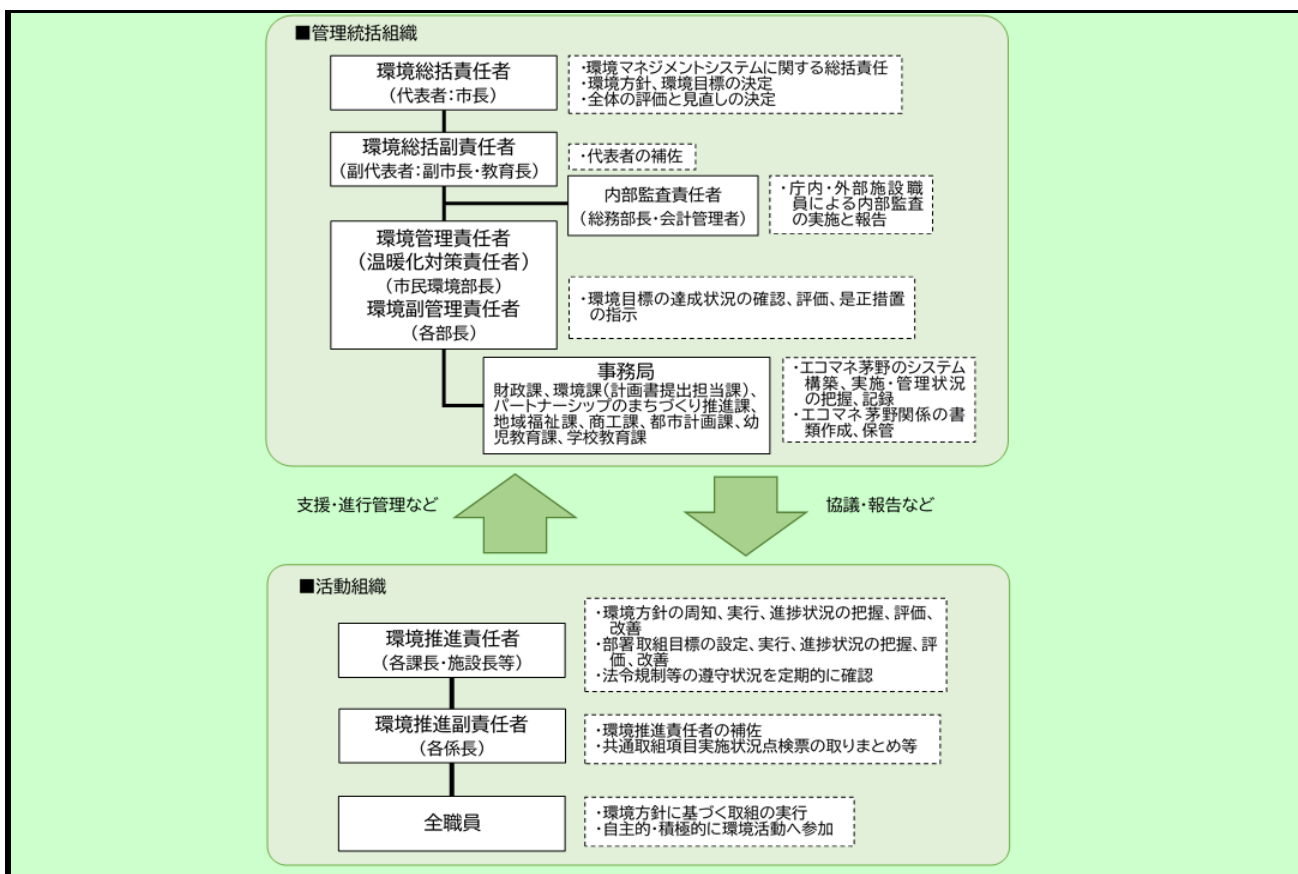 ■管理統括組織
環境総括責任者
(代表者:市長)
・環境マネジメントシステムに関する総括責任
・環境方針、環境目標の決定
・全体の評価と見直しの決定
環境総括副責任者
(副代表者:副市長・教育長)
・代表者の補佐
内部監査責任者
(総務部長・会計管理者)
・庁内・外部施設職
員による内部監査
の実施と報告
環境管理責任者
(温暖化対策責任者)
(市民環境部長)
環境副管理責任者
(各部長)
・環境目標の達成状況の確認、評価、是正措置
の指示
事務局
財政課、環境課(計画書提出担当課)、
パートナーシップのまちづくり推進課、
地域福祉課、商工課、都市計画課、幼
児教育課、学校教育課
・エコマネ茅野のシステム
構築、実施・管理状況
の把握、記録
・エコマネ茅野関係の書
類作成、保管
支援・進行管理など
協議・報告など
■活動組織
環境推進責任者
(各課長・施設長等)
・環境方針の周知、実行、進捗状況の把握、評価、
改善
・部署取組目標の設定、実行、進捗状況の把握、評
価、改善
・法令規制等の遵守状況を定期的に確認
環境推進副責任者
(各係長)
・環境推進責任者の補佐
・共通取組項目実施状況点検票の取りまとめ等
全職員
・環境方針に基づく取組の実行
・自主的・積極的に環境活動へ参加